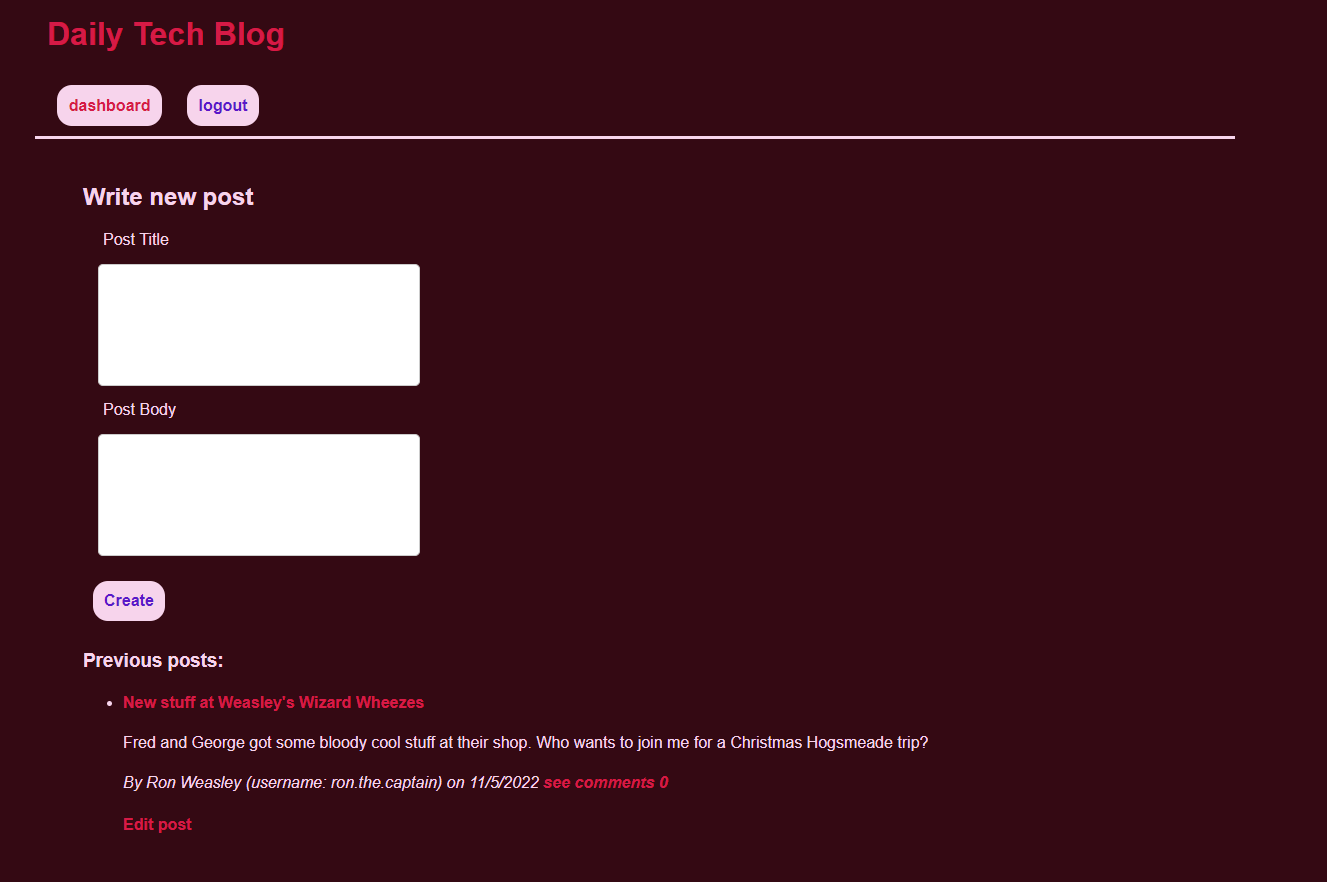 Daily Tech Blog
dashboard logout
Write new post
Post Title
Post Body
Create
Previous posts:
New stuff at Weasley's Wizard Wheezes
Fred and George got some bloody cool stuff at their shop. Who wants to join me for a Christmas Hogsmeade trip?
By Ron Weasley (username: ron.the.captain) on 11/5/2022 see comments 0
Edit post